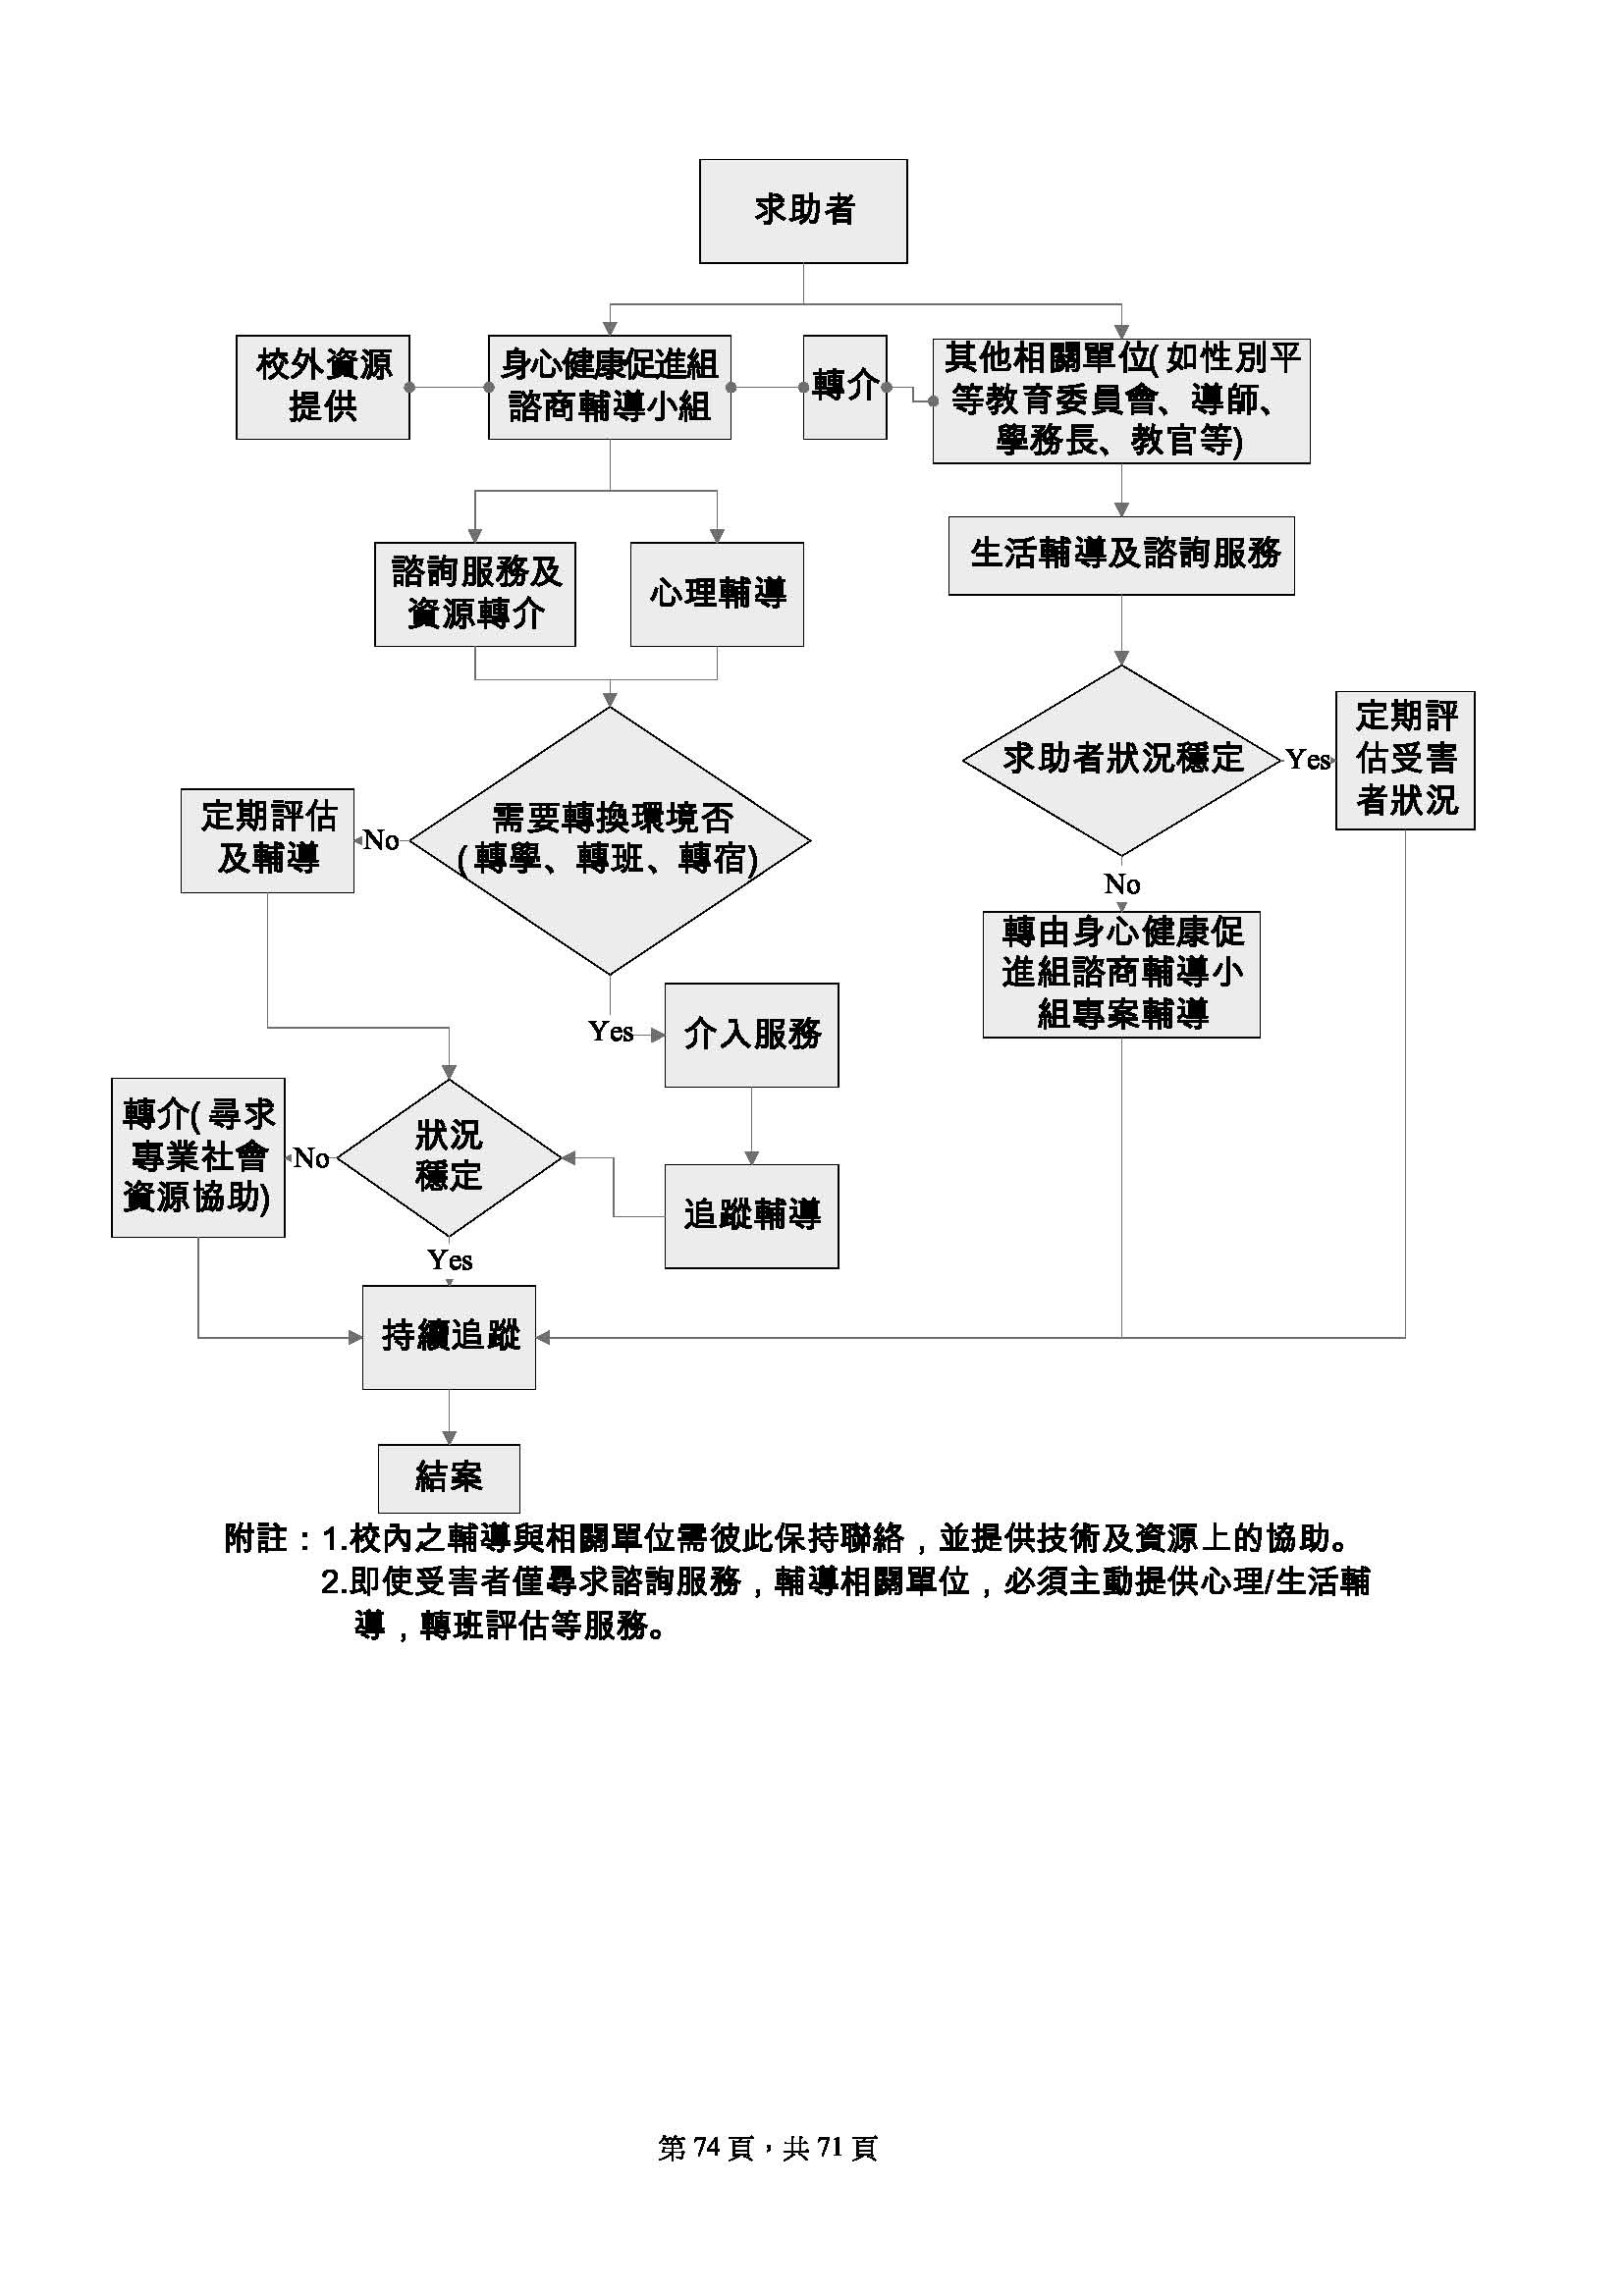 求助者
校外資源
提供
身心健康促進組
諮商輔導小組
轉介
其他相關單位(如性別平
等教育委員會、導師、
學務長、教官等)
諮詢服務及
資源轉介
心理輔導
生活輔導及諮詢服務
求助者狀況穩定
Yes
定期評
估受害
者狀況
No
轉由身心健康促
進組諮商輔導小
組專案輔導
需要轉換環境否
(轉學、轉班、轉宿)
No
定期評估
及輔導
Yes
介入服務
追蹤輔導
狀況
穩定
No
轉介(尋求
專業社會
資源協助)
Yes
持續追蹤
結案
附註：1.校內之輔導與相關單位需彼此保持聯絡，並提供技術及資源上的協助。
2.即使受害者僅尋求諮詢服務，輔導相關單位，必須主動提供心理/生活輔
導，轉班評估等服務。
第 74 頁，共 71 頁